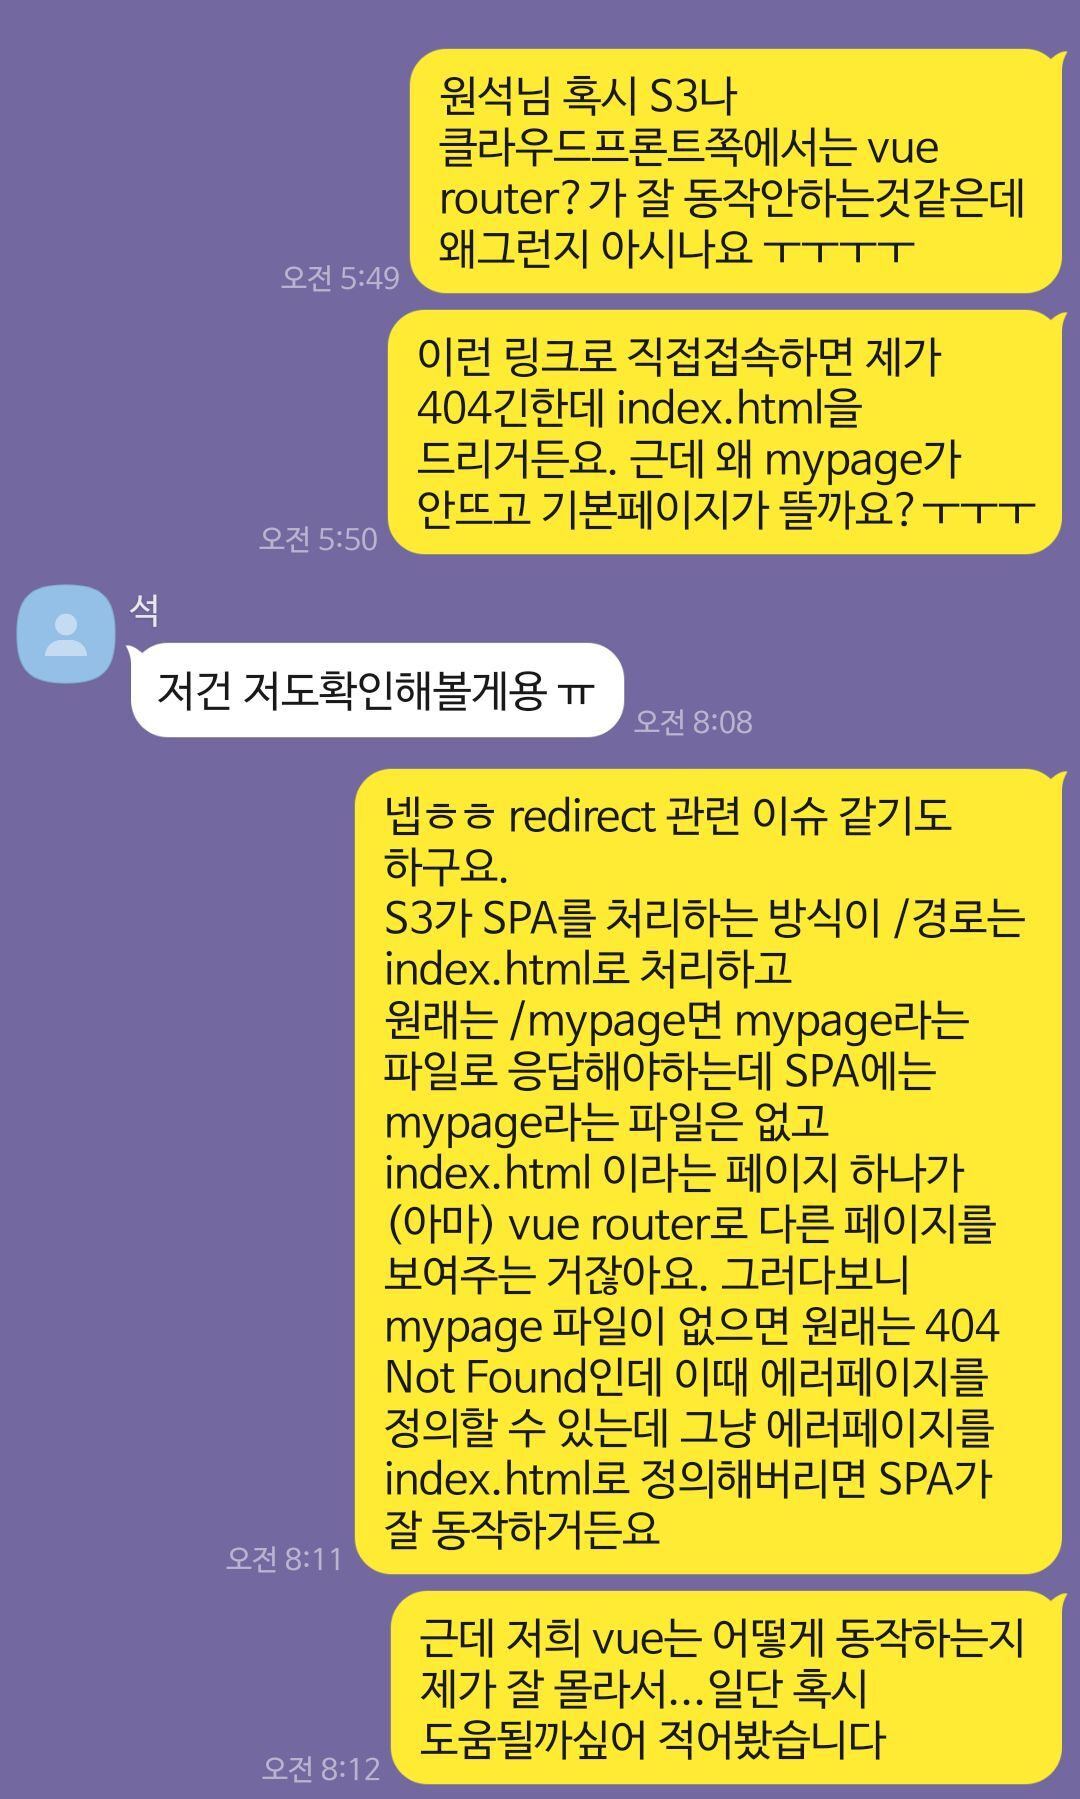 원석님 혹시 S3나
클라우드프론트쪽에서는 vue
router?가 잘 동작안하는것같은데
왜그런지 아시나요 ㅜㅜㅜㅜ
오전 5:49
이런 링크로 직접접속하면 제가
404긴한데 index.html을
드리거든요. 근데 왜 mypage가
안뜨고 기본페이지가 뜰까요?ㅜㅜㅜ
오전 5:50
석
저건 저도확인해볼게용 ㅠ
오전 8:08
넵ㅎㅎ redirect 관련 이슈 같기도
하구요.
S3가 SPA를 처리하는 방식이 /경로는
index.html로 처리하고
원래는 /mypage면 mypage라는
파일로 응답해야하는데 SPA에는
mypage라는 파일은 없고
index.html 이라는 페이지 하나가
(아마) vue router로 다른 페이지를
보여주는 거잖아요. 그러다보니
mypage 파일이 없으면 원래는 404
Not Found인데 이때 에러페이지를
정의할 수 있는데 그냥 에러페이지를
index.html로 정의해버리면 SPA가
잘 동작하거든요
오전 8:11
근데 저희 vue는 어떻게 동작하는지
제가 잘 몰라서...일단 혹시
도움될까싶어 적어봤습니다
오전 8:12